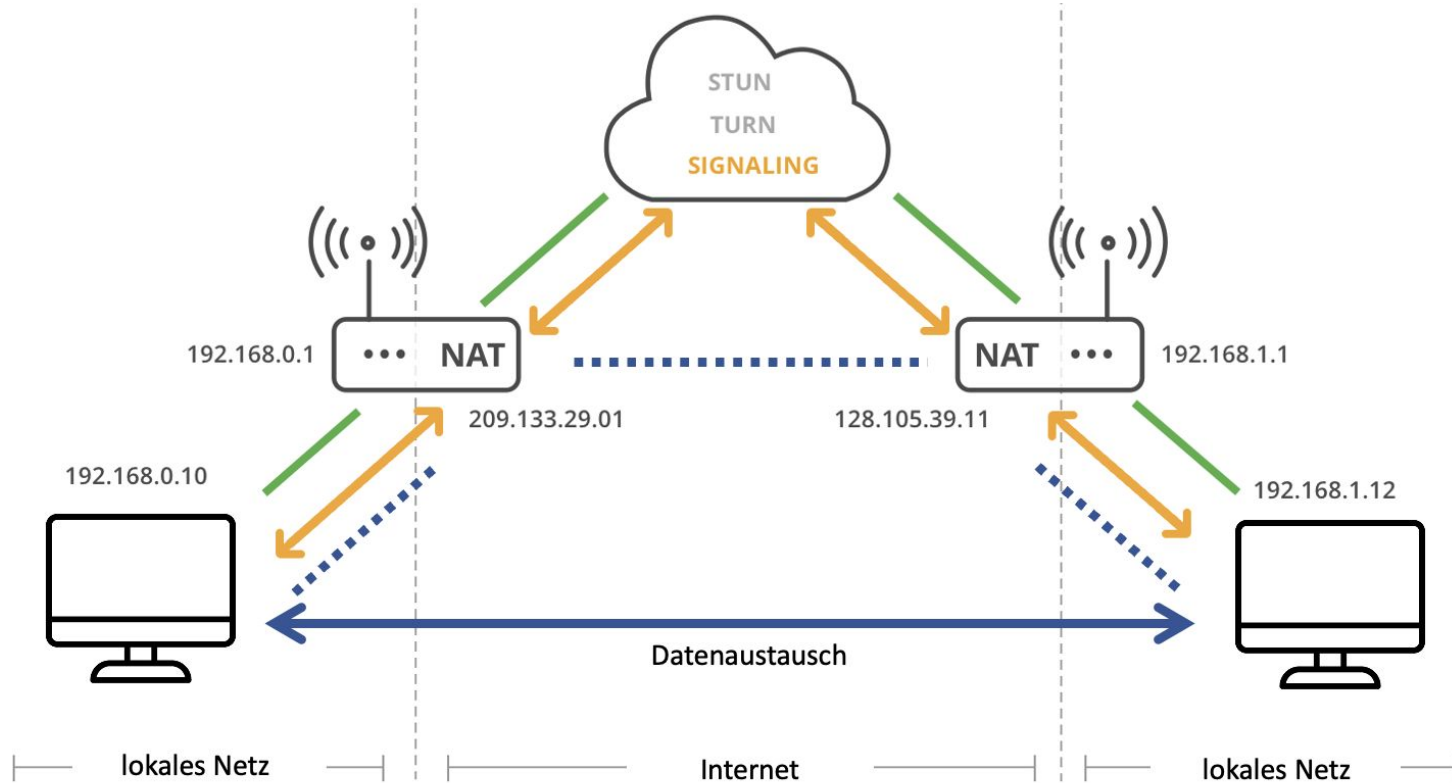 STUN
TURN
SIGNALING
192.168.0.1
••• NAT
NAT •••
192.168.1.1
209.133.29.01
128.105.39.11
192.168.0.10
192.168.1.12
Datenaustausch
lokales Netz
Internet
lokales Netz